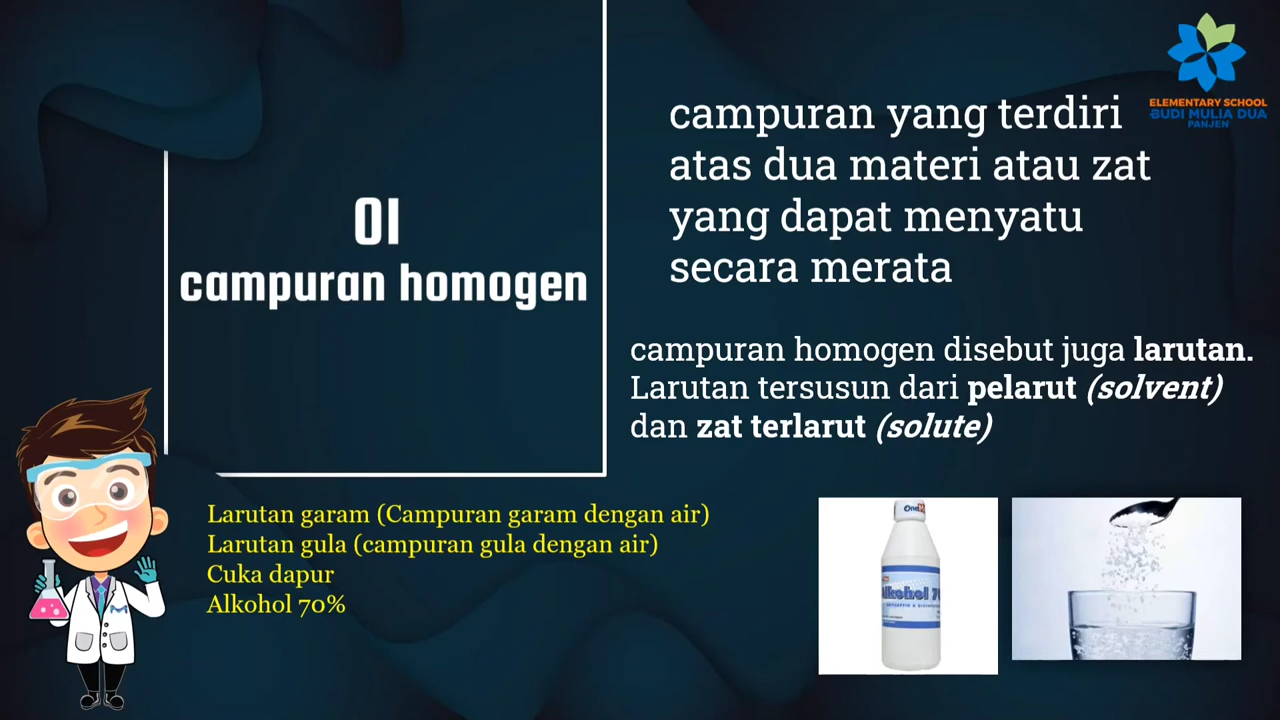 01
campuran homogen
campuran yang terdiri
atas dua materi atau zat
yang dapat menyatu
secara merata
ELEMENTARY SCHOOL
BUDI MULIA DUA
PANJEN
campuran homogen disebut juga larutan.
Larutan tersusun dari pelarut (solvent)
dan zat terlarut (solute)
Larutan garam (Campuran garam dengan air)
Larutan gula (campuran gula dengan air)
Cuka dapur
Alkohol 70%